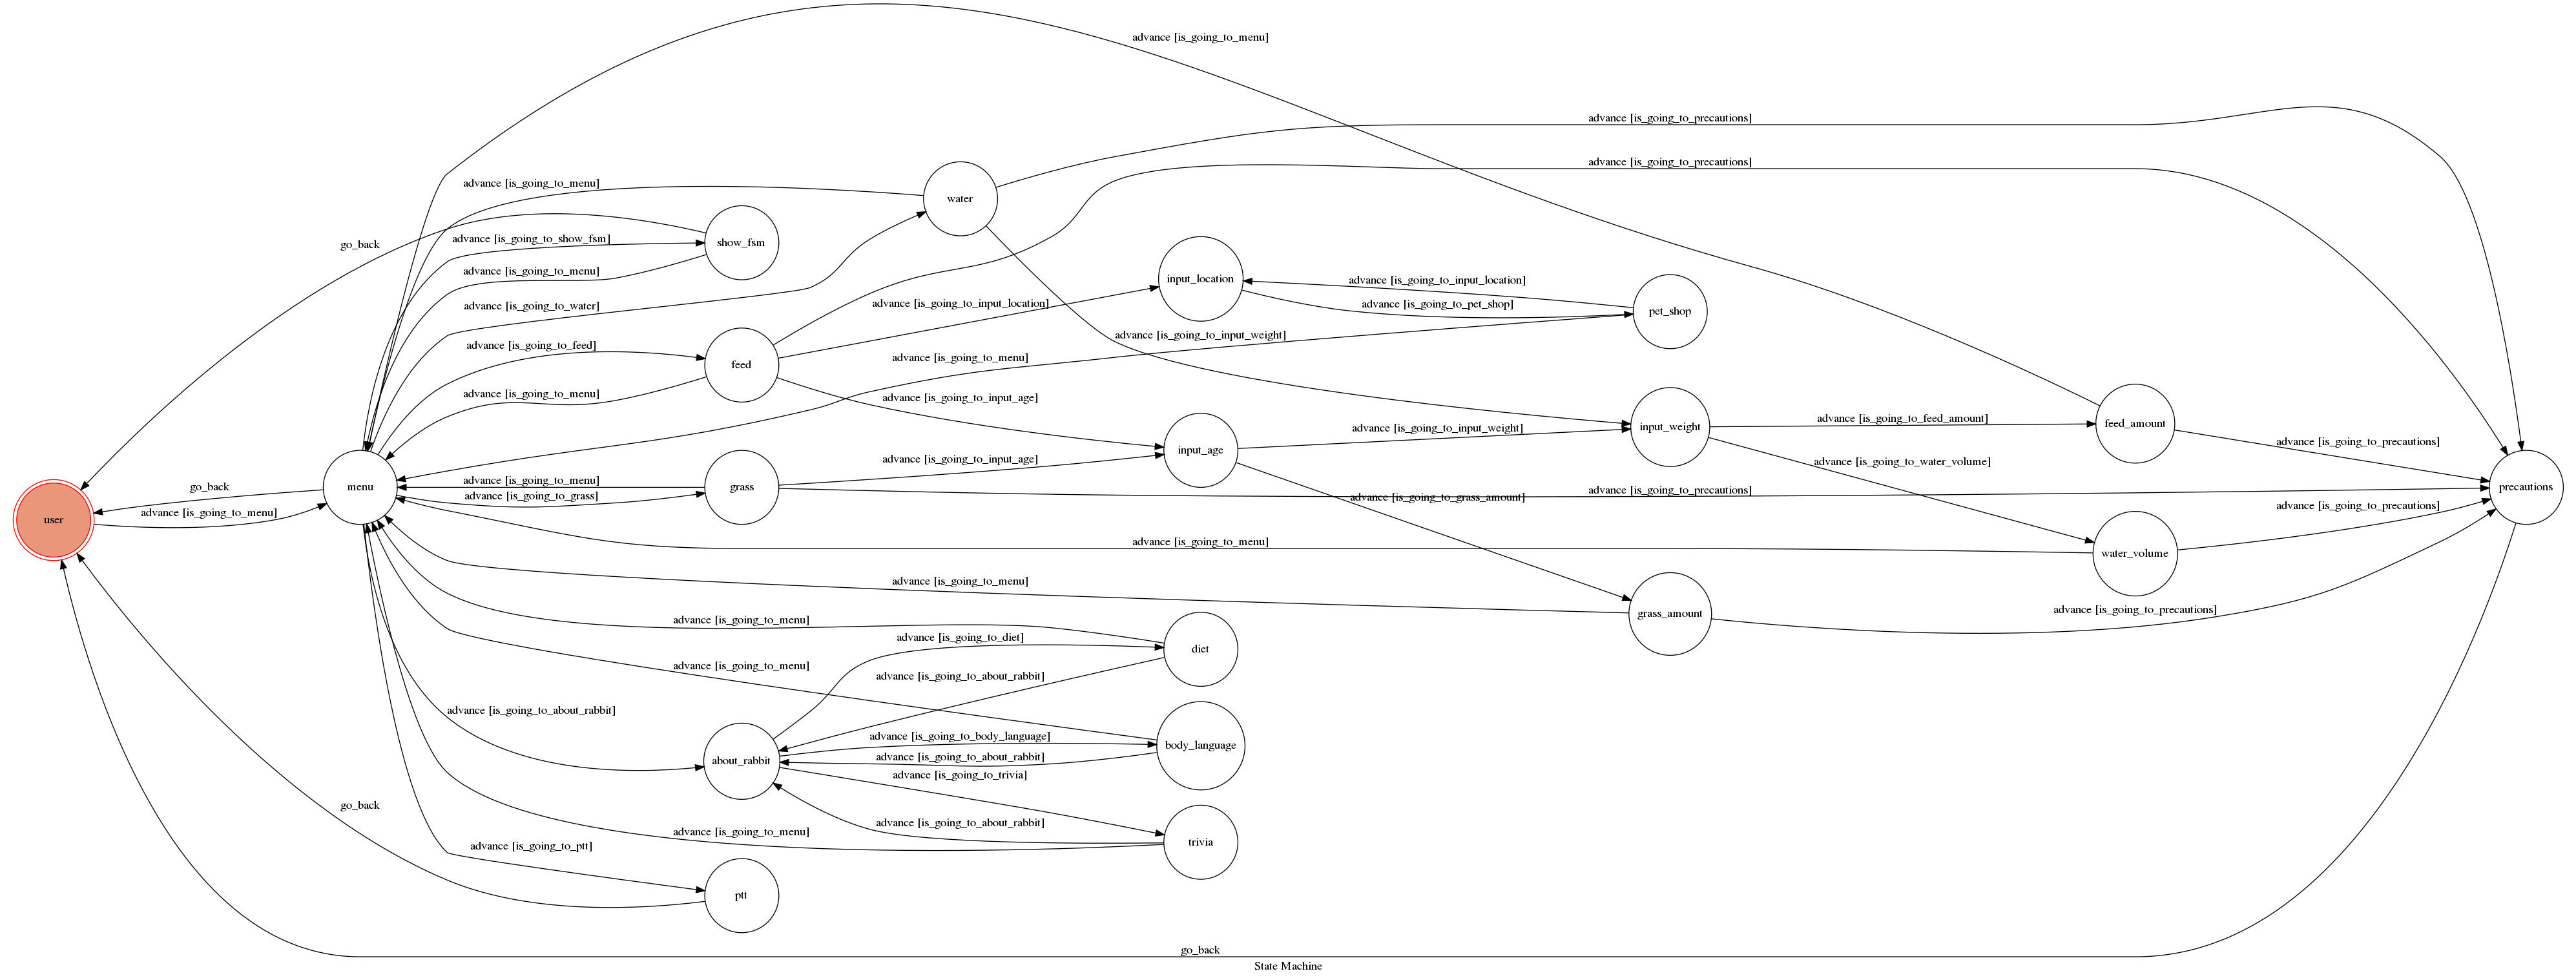 advance [is_going_to_menu]
advance [is_going_to_precautions]
advance [is_going_to_precautions]
advance [is_going_to_menu]
water
go_back
advance [is_going_to_show_fsm]
show_fsm
advance [is_going_to_menu]
input_location
advance [is_going_to_input_location]
advance [is_going_to_water]
advance [is_going_to_input_location]
advance [is_going_to_pet_shop]
pet_shop
advance [is_going_to_input_weight]
advance [is_going_to_feed]
advance [is_going_to_menu]
feed
advance [is_going_to_menu]
advance [is_going_to_input_age]
advance [is_going_to_feed_amount]
feed_amount
advance [is_going_to_input_weight]
input_weight
advance [is_going_to_precautions]
input_age
advance [is_going_to_input_age]
advance [is_going_to_water_volume]
go_back
menu
advance [is_going_to_menu]
grass
advance [is_going_to_precautions]
precautions
advance [is_going_to_grass]
advance [is_going_to_grass_amount]
advance [is_going_to_precautions]
user
advance [is_going_to_menu]
advance [is_going_to_menu]
water_volume
advance [is_going_to_menu]
advance [is_going_to_precautions]
grass_amount
advance [is_going_to_menu]
advance [is_going_to_diet]
diet
advance [is_going_to_menu]
advance [is_going_to_about_rabbit]
advance [is_going_to_about_rabbit]
advance [is_going_to_body_language]
body_language
about_rabbit
advance [is_going_to_about_rabbit]
advance [is_going_to_trivia]
go_back
advance [is_going_to_about_rabbit]
advance [is_going_to_menu]
trivia
advance [is_going_to_ptt]
ptt
go_back
State Machine